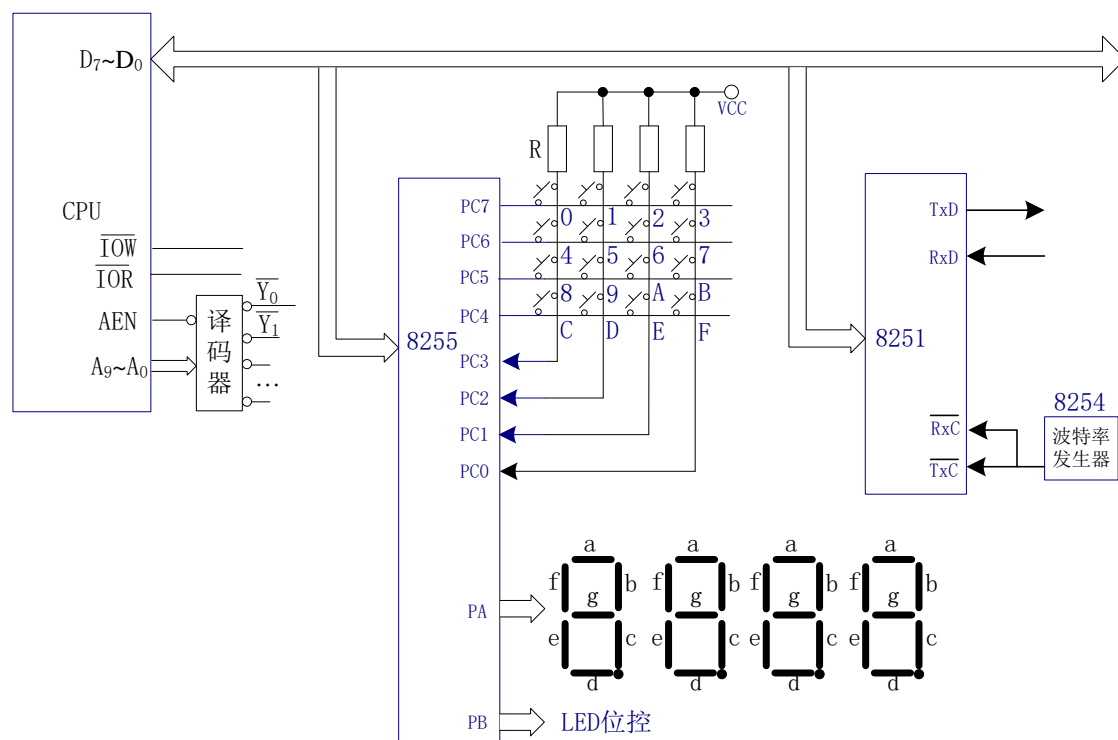 D₇~D₀
CPU
IOW
IOR
AEN
A₉~A₀
译码器
Y₀
Y₁
...
8255
VCC
R
PC7
0 1 2 3
PC6
4 5 6 7
PC5
8 9 A B
PC4
C D E F
PC3
PC2
PC1
PC0
PA
a a a a
f b f b f b f b
g g g g
e c e c e c e c
d d d d
PB
LED位控
8251
TxD
RxD
RxC
TxC
8254
波特率
发生器